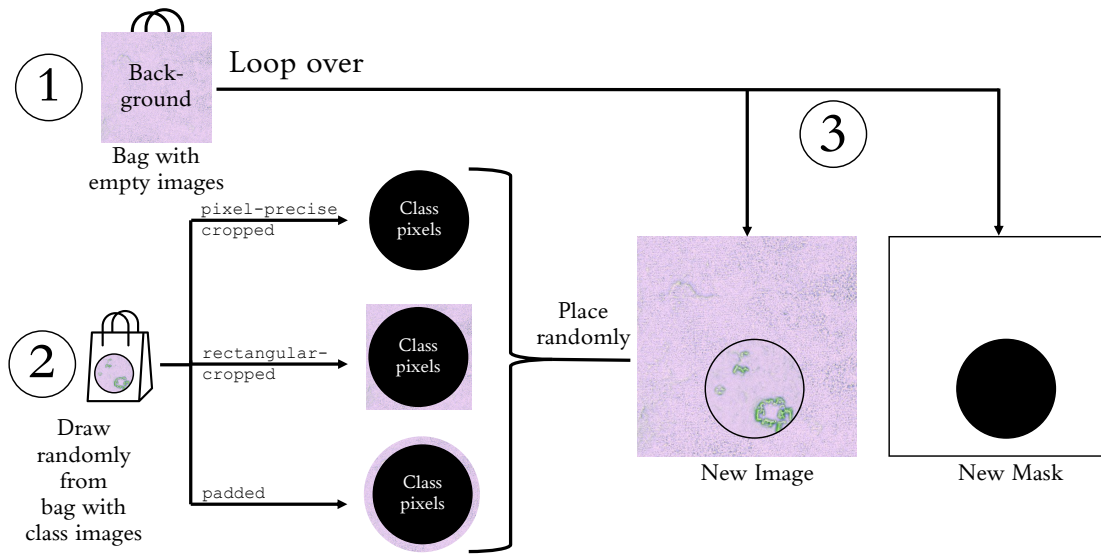 1
Back-
ground
Loop over
3
Bag with
empty images
pixel-precise
cropped
Class
pixels
2
rectangular-
cropped
Class
pixels
Place
randomly
Draw
randomly
from
bag with
class images
padded
Class
pixels
New Image
New Mask